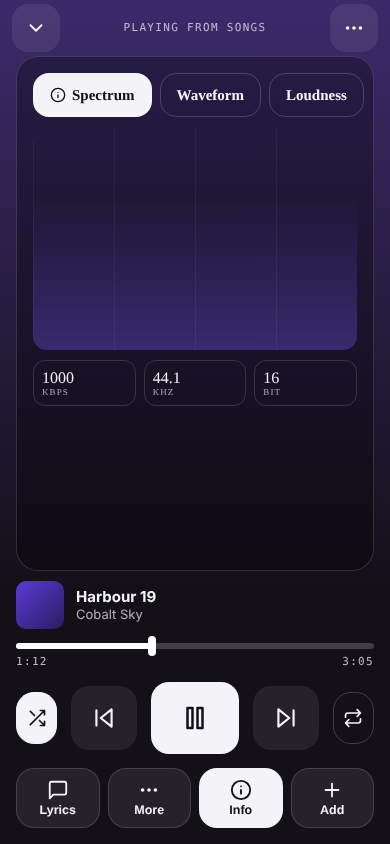 PLAYING FROM SONGS
Spectrum Waveform Loudness
1000 44.1 16
KBPS KHZ BIT
Harbour 19
Cobalt Sky
1:12 3:05
Lyrics More Info Add